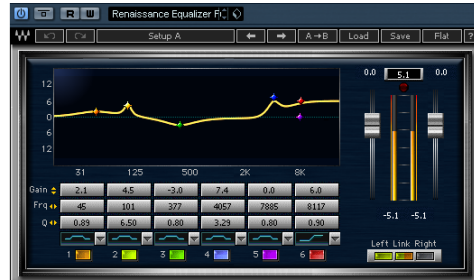 R W Renaissance Equalizer F
Setup A A→B Load Save Flat ?
0.0 5.1 0.0
12
6
0
6
12
31 125 500 2K 8K
Gain 2.1 4.5 -3.0 7.4 0.0 6.0
Frq 45 101 377 4057 7885 8117
Q 0.89 6.50 0.80 3.29 0.80 0.90
-5.1 -5.1
1 2 3 4 5 6
Left Link Right